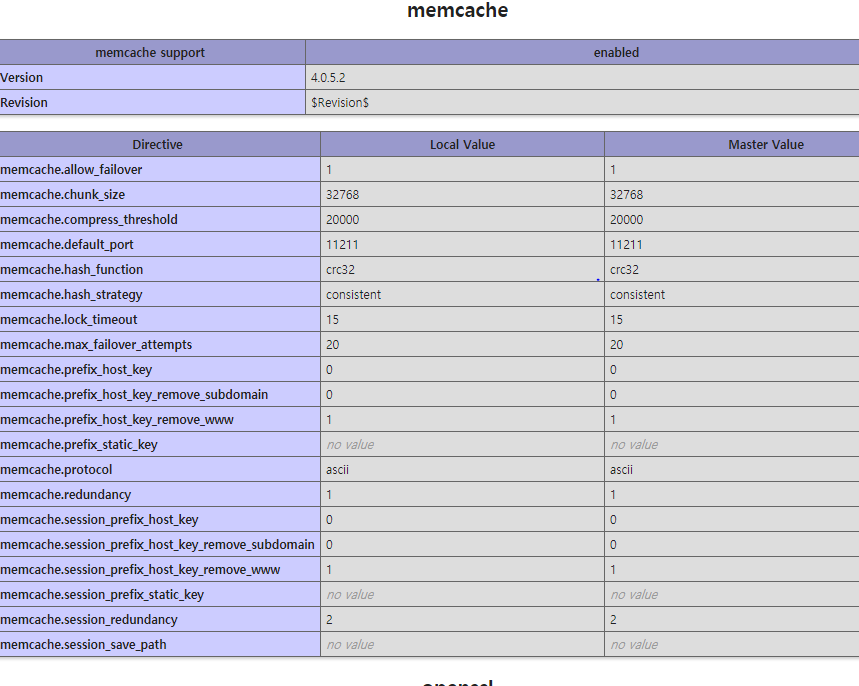 memcache
memcache support enabled
Version 4.0.5.2
Revision $Revision$
Directive Local Value Master Value
memcache.allow_failover 1 1
memcache.chunk_size 32768 32768
memcache.compress_threshold 20000 20000
memcache.default_port 11211 11211
memcache.hash_function crc32 crc32
memcache.hash_strategy consistent consistent
memcache.lock_timeout 15 15
memcache.max_failover_attempts 20 20
memcache.prefix_host_key 0 0
memcache.prefix_host_key_remove_subdomain 0 0
memcache.prefix_host_key_remove_www 1 1
memcache.prefix_static_key no value no value
memcache.protocol ascii ascii
memcache.redundancy 1 1
memcache.session_prefix_host_key 0 0
memcache.session_prefix_host_key_remove_subdomain 0 0
memcache.session_prefix_host_key_remove_www 1 1
memcache.session_prefix_static_key no value no value
memcache.session_redundancy 2 2
memcache.session_save_path no value no value